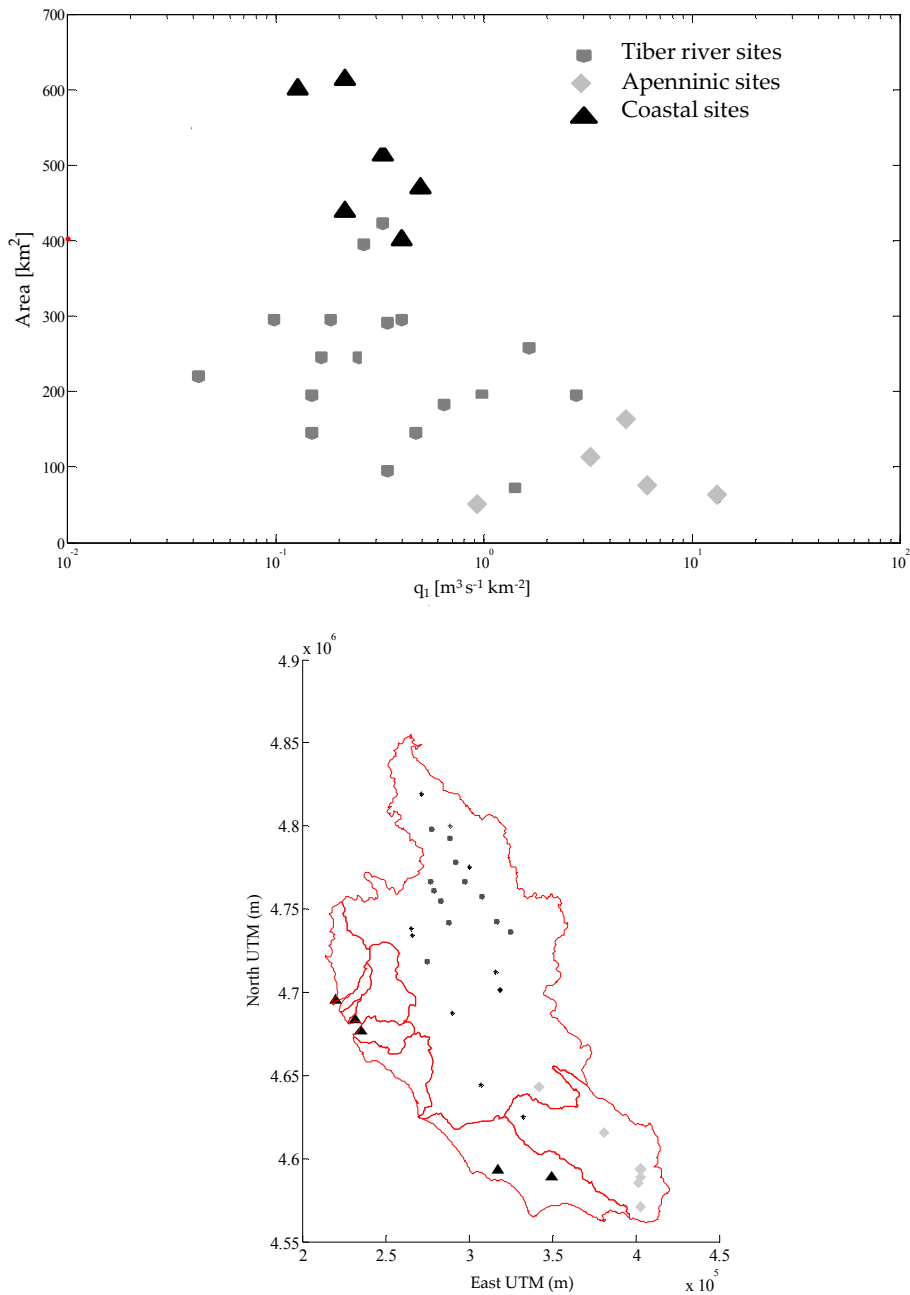 700
600
500
400
300
200
100
0
Area [km²]
Tiber river sites
Apenninic sites
Coastal sites
10⁻² 10⁻¹ 10⁰ 10¹ 10²
q₁ [m³ s⁻¹ km⁻²]
x 10⁶
4.9
4.85
4.8
4.75
4.7
4.65
4.6
4.55
North UTM (m)
2 2.5 3 3.5 4 4.5
East UTM (m)
x 10⁵